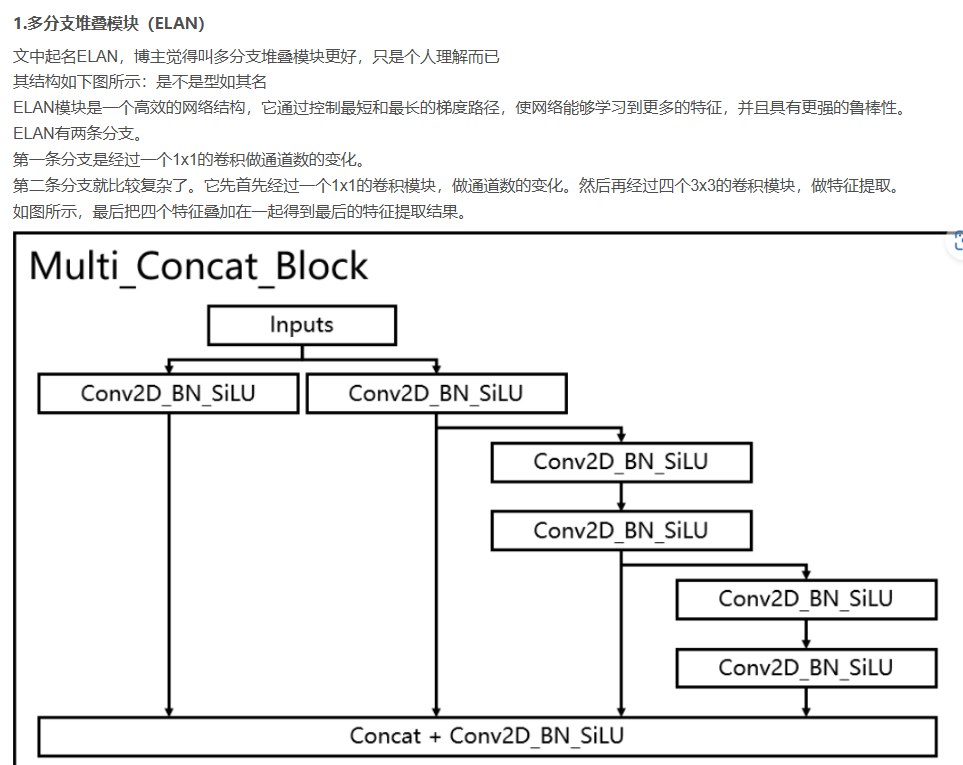 1.多分支堆叠模块（ELAN）
文中起名ELAN，博主觉得叫多分支堆叠模块更好，只是个人理解而已
其结构如下图所示：是不是型如其名
ELAN模块是一个高效的网络结构，它通过控制最短和最长的梯度路径，使网络能够学习到更多的特征，并且具有更强的鲁棒性。
ELAN有两条分支。
第一条分支是经过一个1x1的卷积做通道数的变化。
第二条分支就比较复杂了。它先首先经过一个1x1的卷积模块，做通道数的变化。然后再经过四个3x3的卷积模块，做特征提取。
如图所示，最后把四个特征叠加在一起得到最后的特征提取结果。
Multi_Concat_Block
Inputs
Conv2D_BN_SiLU
Conv2D_BN_SiLU
Conv2D_BN_SiLU
Conv2D_BN_SiLU
Conv2D_BN_SiLU
Conv2D_BN_SiLU
Concat + Conv2D_BN_SiLU